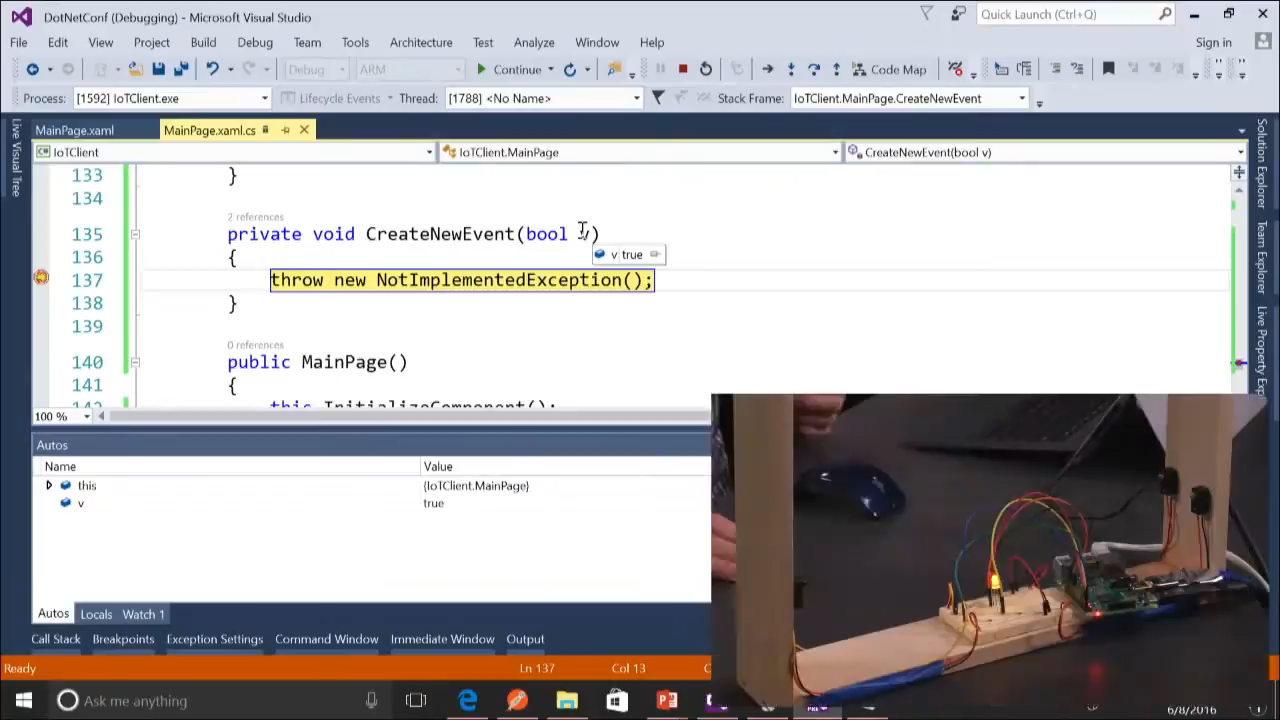 DotNetConf (Debugging) - Microsoft Visual Studio
Quick Launch (Ctrl+Q)
File Edit View Project Build Debug Team Tools Architecture Test Analyze Window Help
Sign in
Debug ARM Continue Code Map
Process: [1592] IoTClient.exe Lifecycle Events Thread: [1788] <No Name> Stack Frame: IoTClient.MainPage.CreateNewEvent
MainPage.xaml MainPage.xaml.cs
IoTClient IoTClient.MainPage CreateNewEvent(bool v)
Live Visual Tree
133 }
134
2 references
135 private void CreateNewEvent(bool v)
136 {
v true
137 throw new NotImplementedException();
138 }
139
0 references
140 public MainPage()
141 {
142 this.InitializeComponent();
100 %
Solution Explorer
Team Explorer
Live Property
Autos
Name Value
this {IoTClient.MainPage}
v true
Autos Locals Watch 1
Call Stack Breakpoints Exception Settings Command Window Immediate Window Output
Ready Ln 137 Col 13
Ask me anything
6/8/2016